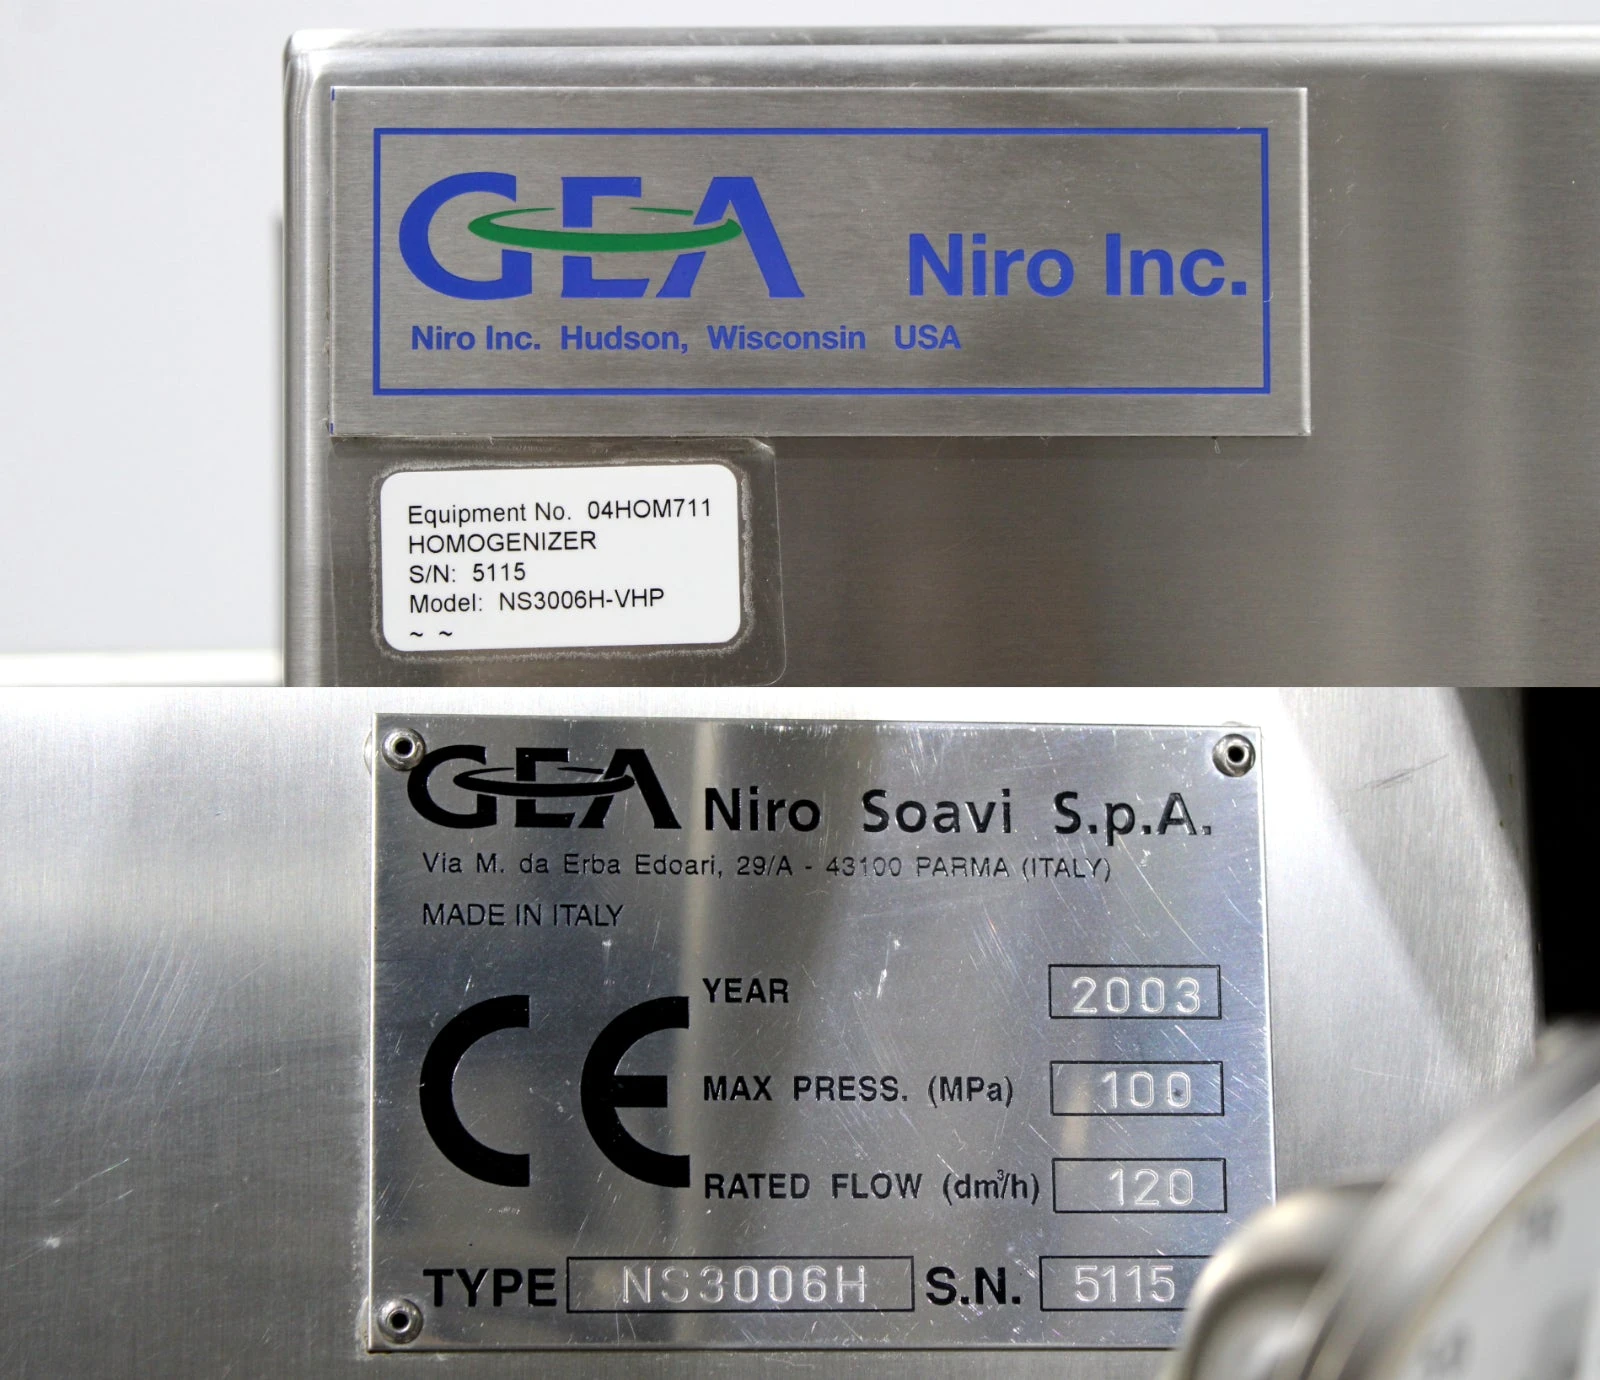 GEA Niro Inc.
Niro Inc. Hudson, Wisconsin USA
Equipment No. 04HOM711
HOMOGENIZER
S/N: 5115
Model: NS3006H-VHP
~ ~
GEA Niro Soavi S.p.A.
Via M. da Erba Edoari, 29/A - 43100 PARMA (ITALY)
MADE IN ITALY
CE
YEAR 2003
MAX PRESS. (MPa) 100
RATED FLOW (dm³/h) 120
TYPE NS3006H S.N. 5115